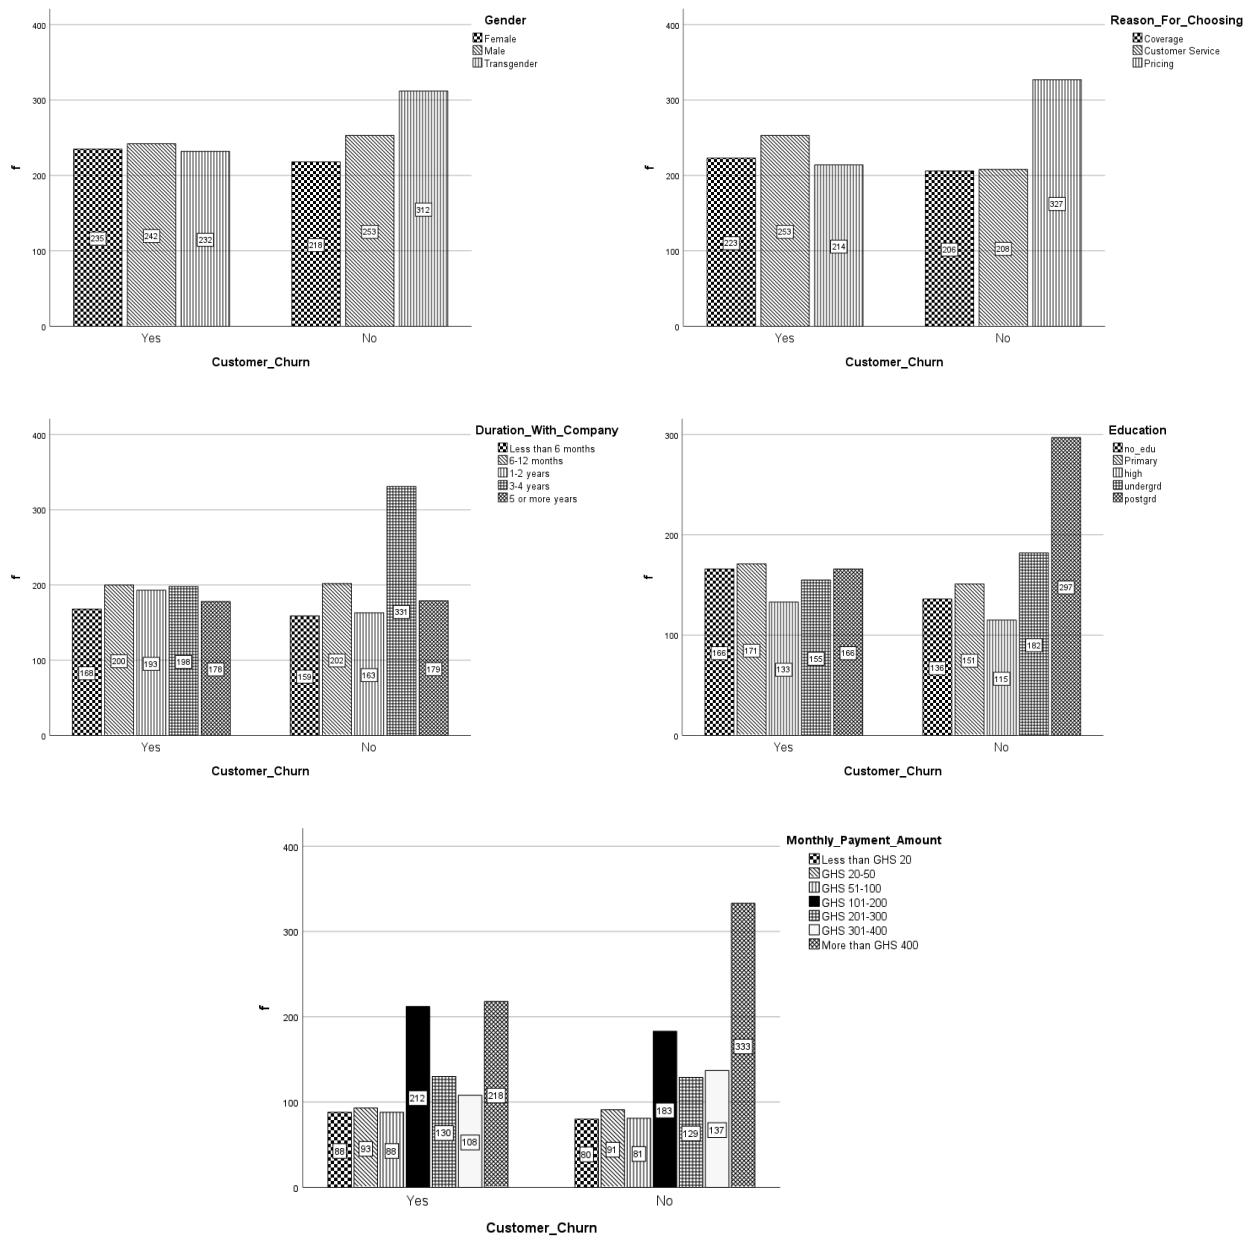 Gender
Female
Male
Transgender
400
300
200
100
0
f
235
242
232
218
253
312
Yes
No
Customer_Churn
Reason_For_Choosing
Coverage
Customer Service
Pricing
400
300
200
100
0
f
223
253
214
206
208
327
Yes
No
Customer_Churn
Duration_With_Company
Less than 6 months
6-12 months
1-2 years
3-4 years
5 or more years
400
300
200
100
0
f
168
200
193
198
178
159
202
163
331
179
Yes
No
Customer_Churn
Education
no_edu
Primary
high
undergrd
postgrd
300
200
100
0
f
166
171
133
155
166
136
151
115
182
297
Yes
No
Customer_Churn
Monthly_Payment_Amount
Less than GHS 20
GHS 20-50
GHS 51-100
GHS 101-200
GHS 201-300
GHS 301-400
More than GHS 400
400
300
200
100
0
f
88
93
88
212
130
108
218
80
91
81
183
129
137
333
Yes
No
Customer_Churn